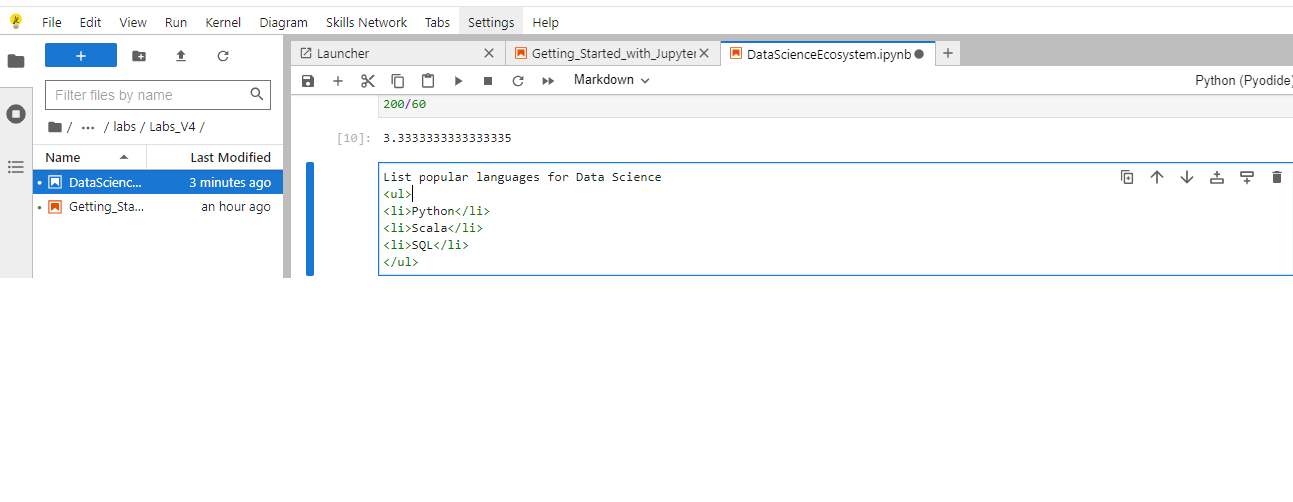 File Edit View Run Kernel Diagram Skills Network Tabs Settings Help
Launcher Getting_Started_with_Jupyter DataScienceEcosystem.ipynb
Markdown Python (Pyodide)
Filter files by name
/ ... / labs / Labs_V4 /
Name Last Modified
DataScienc... 3 minutes ago
Getting_Sta... an hour ago
200/60
[10]: 3.3333333333333335
List popular languages for Data Science
<ul>
<li>Python</li>
<li>Scala</li>
<li>SQL</li>
</ul>